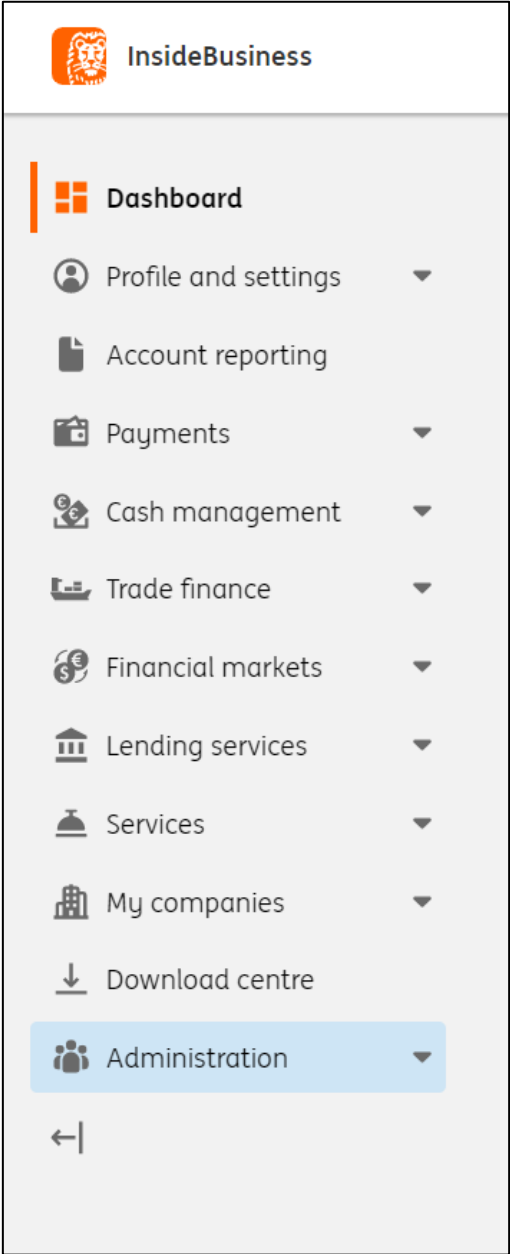 InsideBusiness
Dashboard
Profile and settings
Account reporting
Payments
Cash management
Trade finance
Financial markets
Lending services
Services
My companies
Download centre
Administration